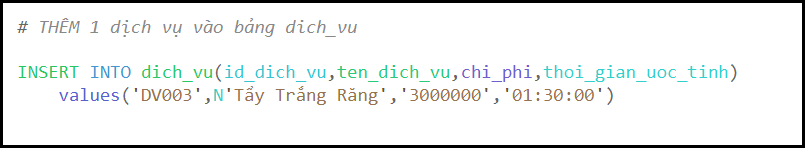 # THÊM 1 dịch vụ vào bảng dich_vu
INSERT INTO dich_vu(id_dich_vu,ten_dich_vu,chi_phi,thoi_gian_uoc_tinh)
values('DV003',N'Tẩy Trắng Răng','3000000','01:30:00')